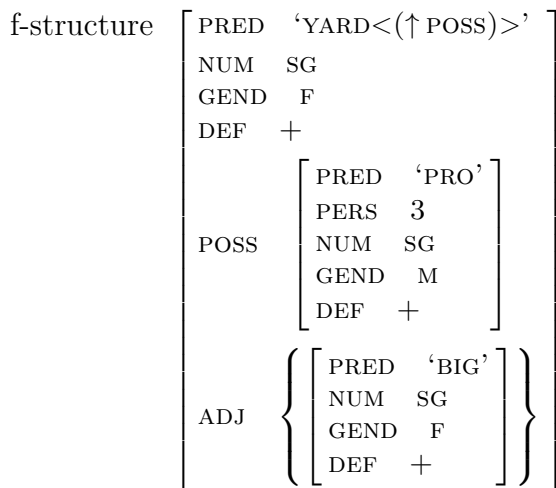 f-structure
PRED ‘YARD<(↑ POSS)>’
NUM SG
GEND F
DEF +
POSS
PRED ‘PRO’
PERS 3
NUM SG
GEND M
DEF +
ADJ
PRED ‘BIG’
NUM SG
GEND F
DEF +